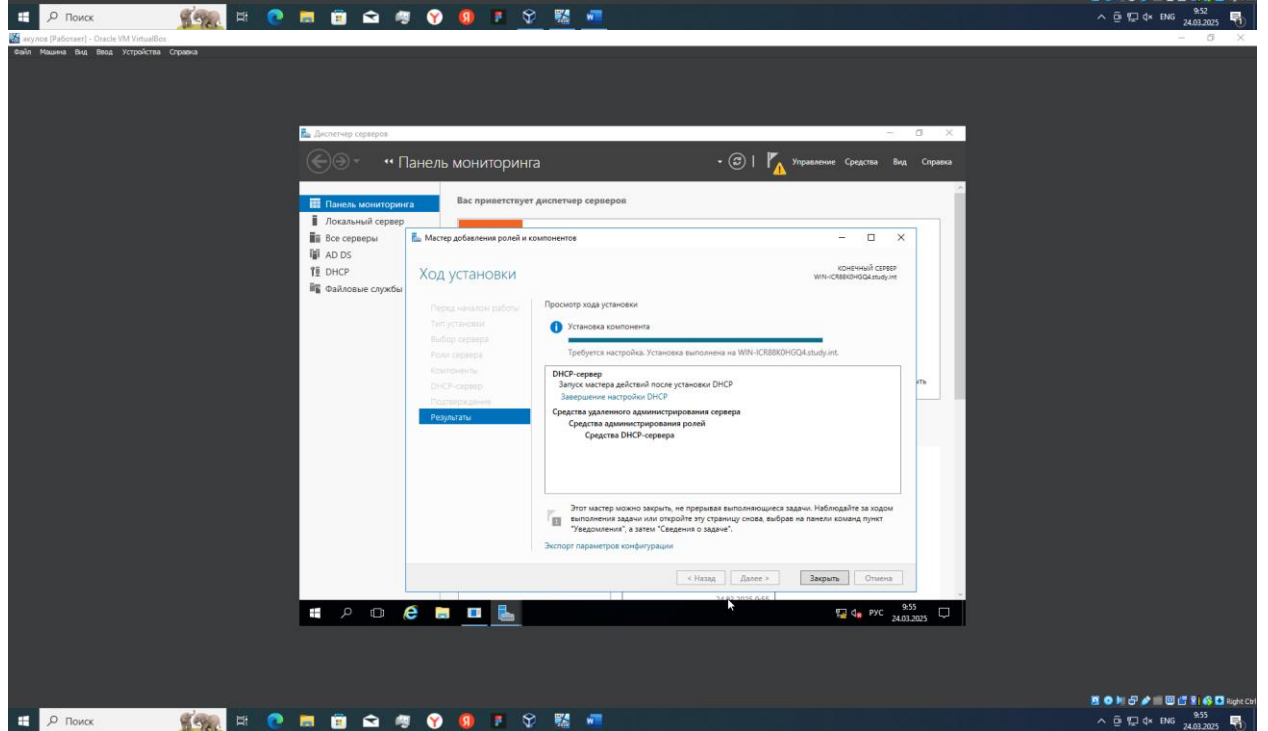 Поиск
ENG
9:52
24.03.2025
акулов [Работает] - Oracle VM VirtualBox
Файл Машина Вид Ввод Устройства Справка
Диспетчер серверов
Панель мониторинга
Управление Средства Вид Справка
Панель мониторинга
Локальный сервер
Все серверы
AD DS
DHCP
Файловые службы
Вас приветствует диспетчер серверов
Мастер добавления ролей и компонентов
Ход установки
КОНЕЧНЫЙ СЕРВЕР
WIN-ICR88K0HGQ4.study.int
Перед началом работы
Тип установки
Выбор сервера
Роли сервера
Компоненты
DHCP-сервер
Подтверждение
Результаты
Просмотр хода установки
Установка компонента
Требуется настройка. Установка выполнена на WIN-ICR88K0HGQ4.study.int.
DHCP-сервер
Запуск мастера действий после установки DHCP
Завершение настройки DHCP
Средства удаленного администрирования сервера
Средства администрирования ролей
Средства DHCP-сервера
Этот мастер можно закрыть, не прерывая выполняющиеся задачи. Наблюдайте за ходом
выполнения задачи или откройте эту страницу снова, выбрав на панели команд пункт
"Уведомления", а затем "Сведения о задаче".
Экспорт параметров конфигурации
< Назад
Далее >
Закрыть
Отмена
РУС
9:55
24.03.2025
Right Ctrl
Поиск
ENG
9:55
24.03.2025